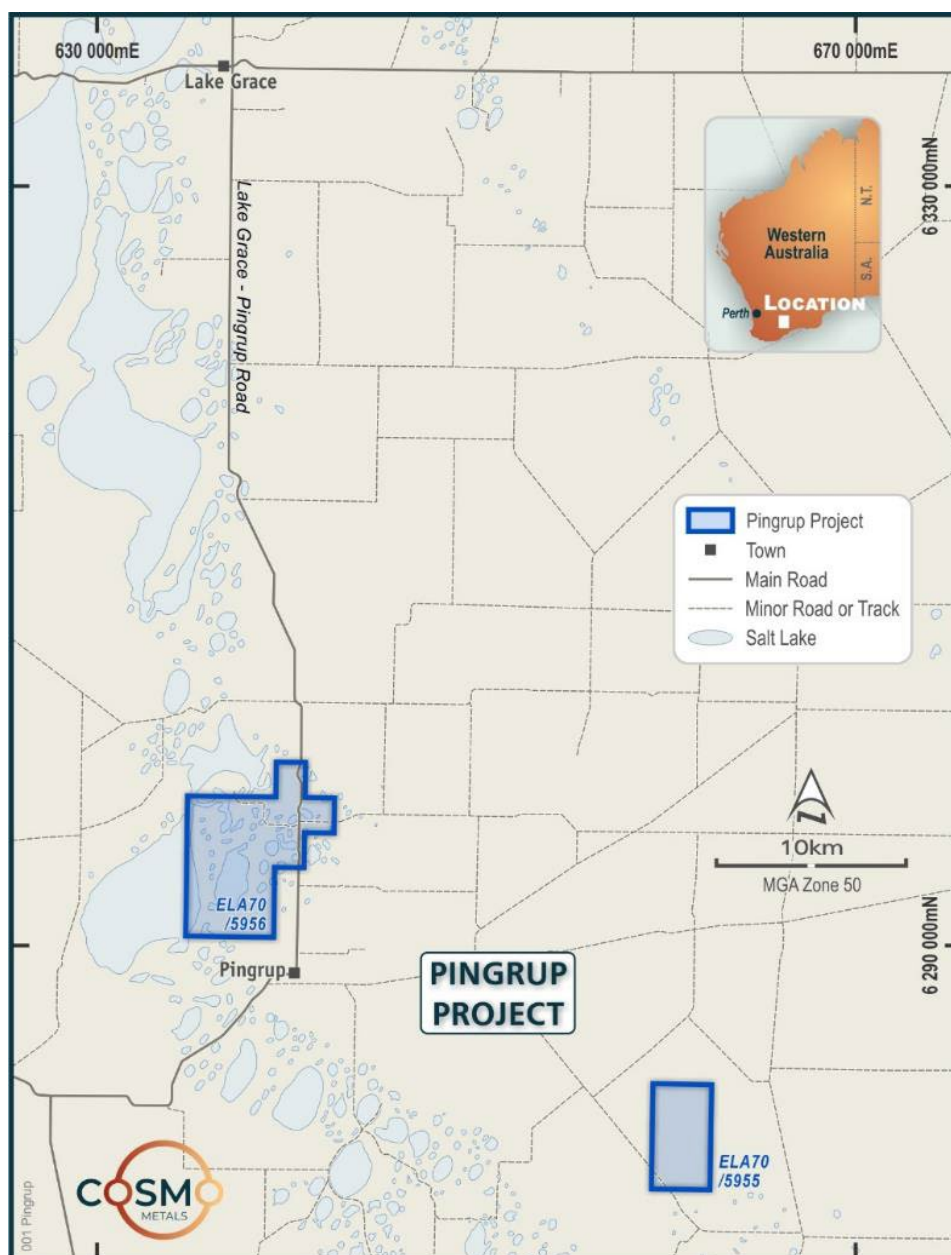 630 000mE
670 000mE
Lake Grace
Lake Grace - Pingrup Road
6 330 000mN
N.T.
S.A.
Western
Australia
Perth
LOCATION
Pingrup Project
Town
Main Road
Minor Road or Track
Salt Lake
N
10km
MGA Zone 50
ELA70
/5956
6 290 000mN
Pingrup
PINGRUP
PROJECT
ELA70
/5955
COSMO
METALS
001 Pingrup